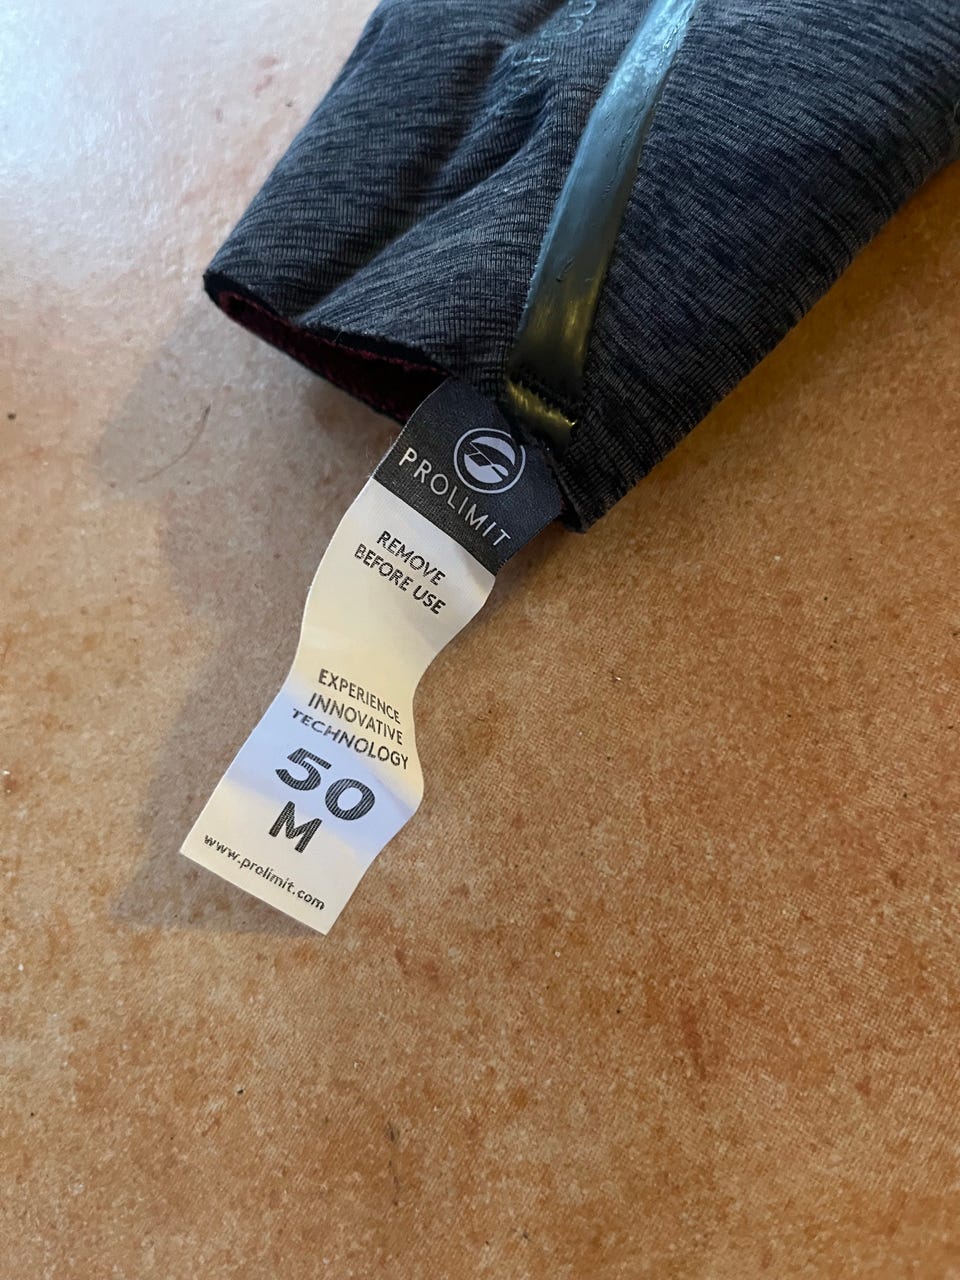 PROLIMIT
REMOVE
BEFORE USE
EXPERIENCE
INNOVATIVE
TECHNOLOGY
50
M
www.prolimit.com